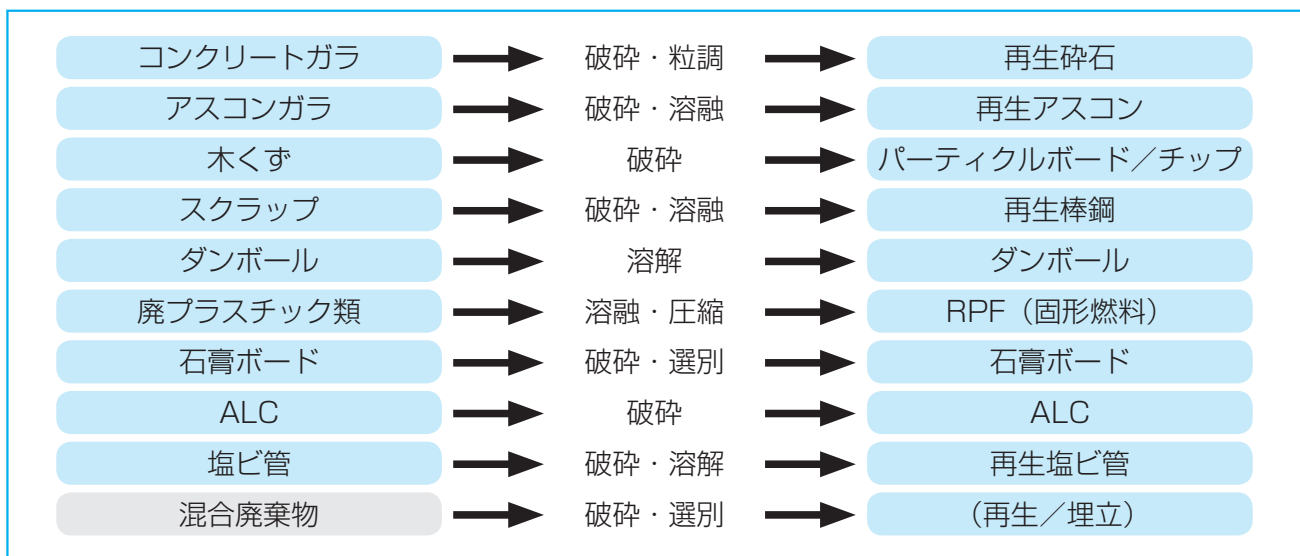 コンクリートガラ 破砕・粒調 再生砕石
アスコンガラ 破砕・溶融 再生アスコン
木くず 破砕 パーティクルボード／チップ
スクラップ 破砕・溶融 再生棒鋼
ダンボール 溶解 ダンボール
廃プラスチック類 溶融・圧縮 RPF（固形燃料）
石膏ボード 破砕・選別 石膏ボード
ALC 破砕 ALC
塩ビ管 破砕・溶解 再生塩ビ管
混合廃棄物 破砕・選別 （再生／埋立）